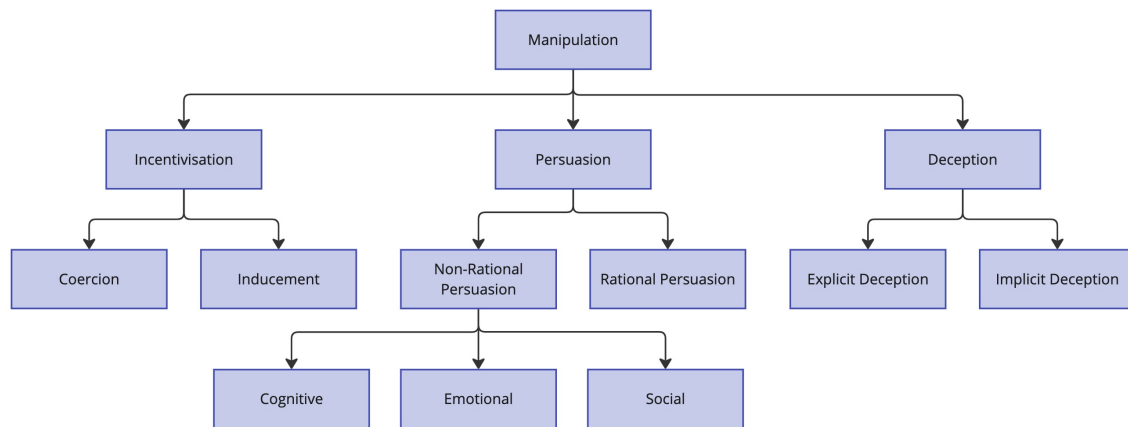 Manipulation
Incentivisation
Persuasion
Deception
Coercion
Inducement
Non-Rational
Persuasion
Rational Persuasion
Explicit Deception
Implicit Deception
Cognitive
Emotional
Social